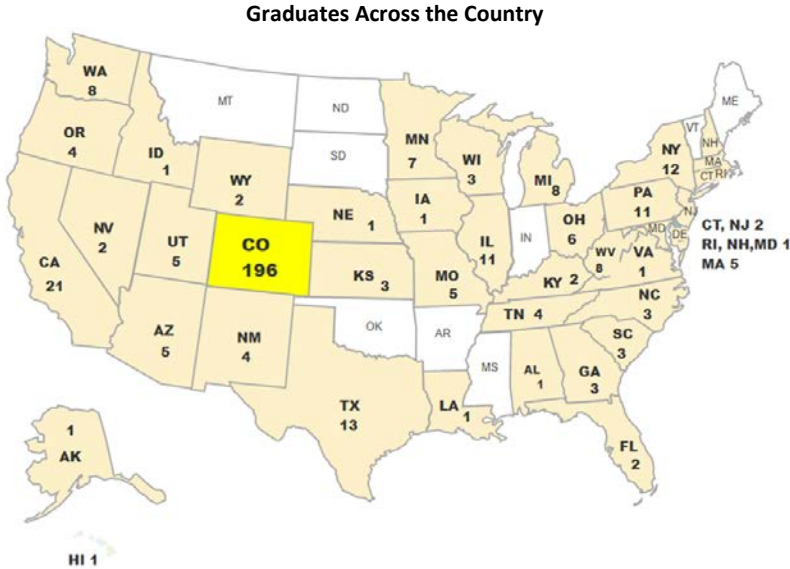 Graduates Across the Country
WA
8
MT
ND
ME
OR
4
ID
1
SD
MN
7
WI
3
MI
8
VT
NH
NY
12
MA
CT RI
WY
2
IA
1
PA
11
NJ
NV
2
UT
5
CO
196
NE 1
IL
11
IN
OH
6
MD
DE
CT, NJ 2
RI, NH,MD 1
MA 5
CA
21
KS 3
MO
5
KY 2
WV
8
VA
1
AZ
5
NM
4
OK
AR
TN 4
NC
3
SC
3
MS
AL
1
GA
3
TX
13
LA 1
FL
2
1
AK
HI 1